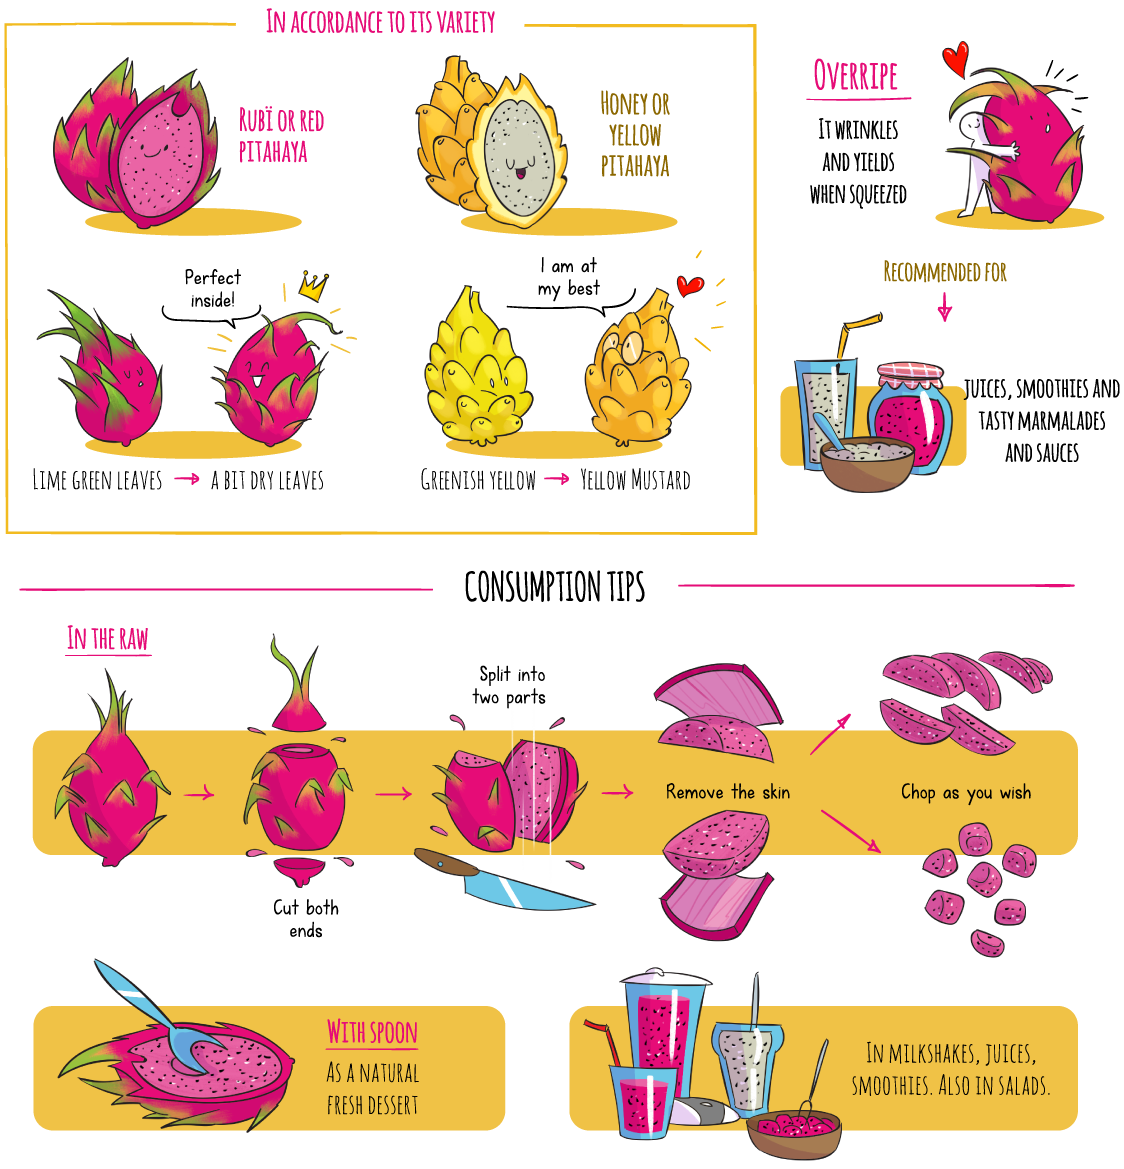 In accordance to its variety
Rubï or red
pitahaya
Honey or
yellow
pitahaya
Perfect
inside!
I am at
my best
Lime green leaves → a bit dry leaves
Greenish yellow → Yellow Mustard
Overripe
It wrinkles
and yields
when squeezed
Recommended for
juices, smoothies and
tasty marmalades
and sauces
CONSUMPTION TIPS
In the raw
Cut both
ends
Split into
two parts
Remove the skin
Chop as you wish
With spoon
As a natural
fresh dessert
In milkshakes, juices,
smoothies. Also in salads.